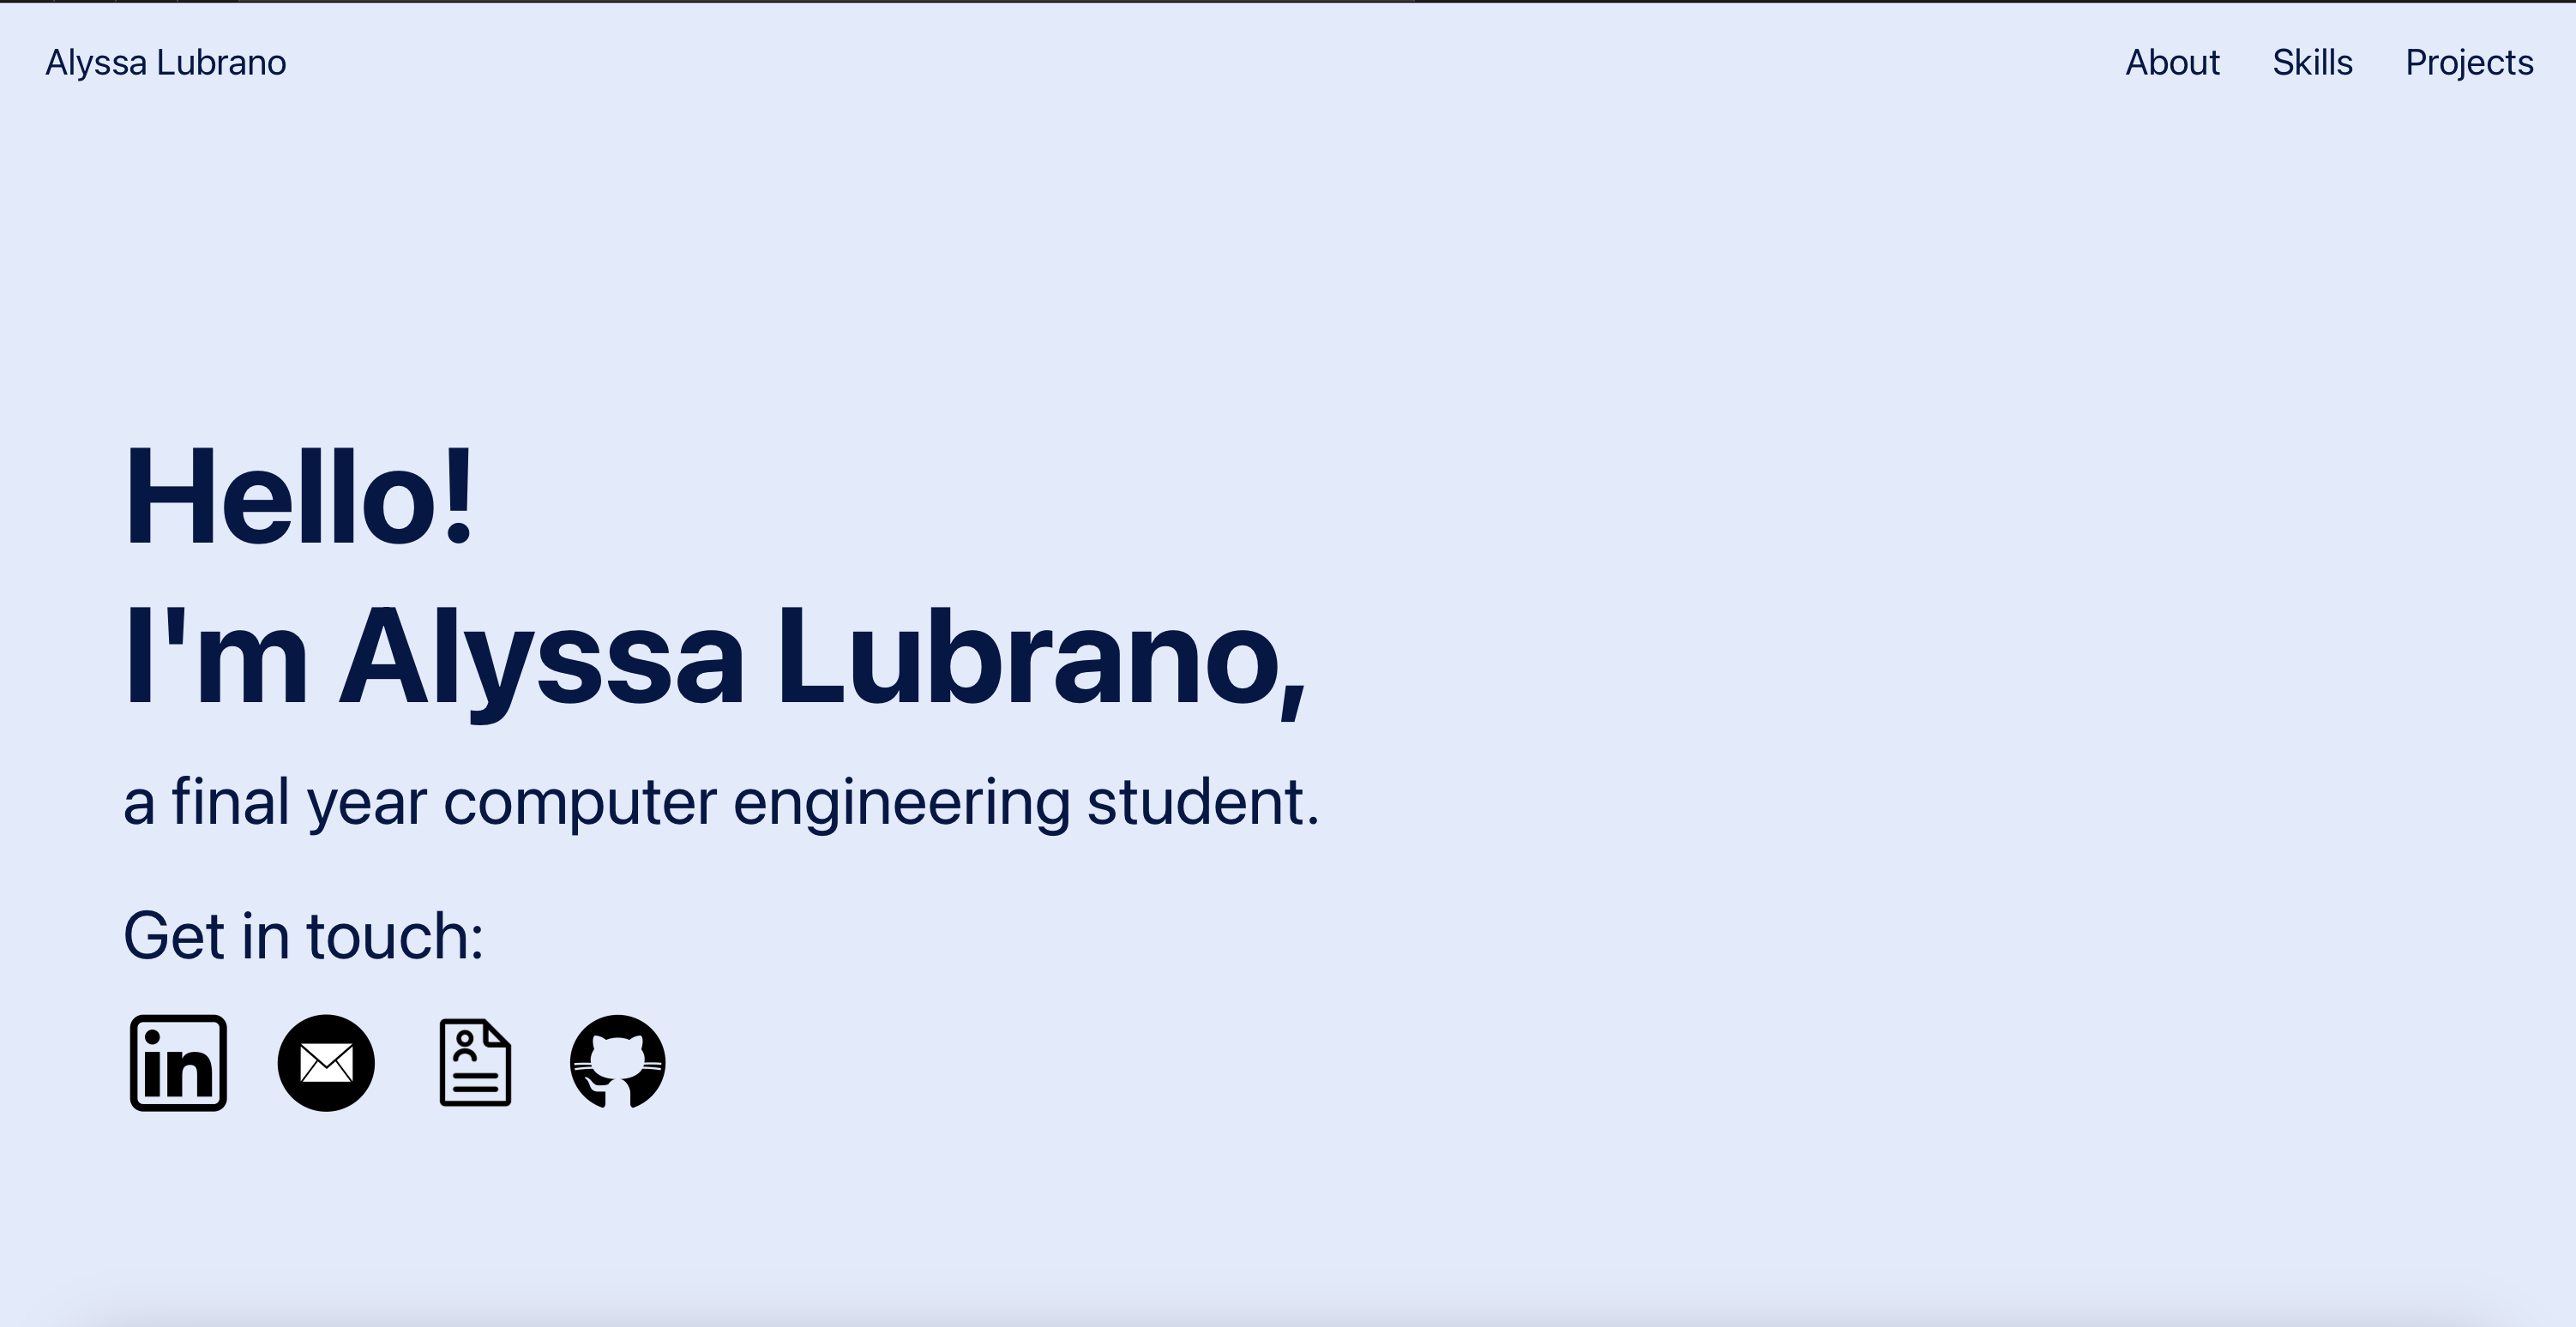 Alyssa Lubrano
About Skills Projects
Hello!
I'm Alyssa Lubrano,
a final year computer engineering student.
Get in touch:
in